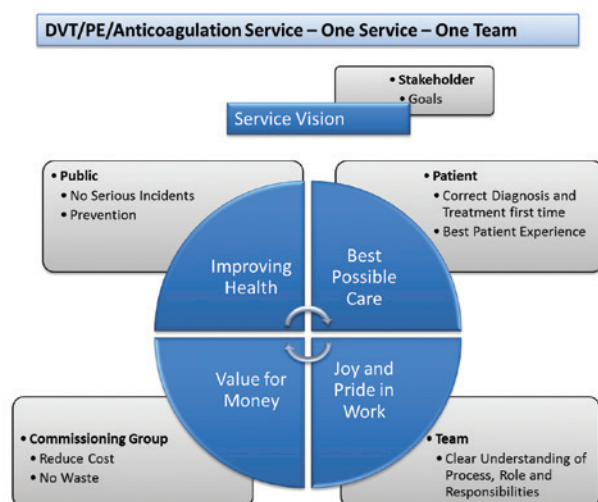 DVT/PE/Anticoagulation Service – One Service – One Team
• Stakeholder
• Goals
Service Vision
• Public
• No Serious Incidents
• Prevention
• Patient
• Correct Diagnosis and
Treatment first time
• Best Patient Experience
Improving
Health
Best
Possible
Care
Value for
Money
Joy and
Pride in
Work
• Commissioning Group
• Reduce Cost
• No Waste
• Team
• Clear Understanding of
Process, Role and
Responsibilities